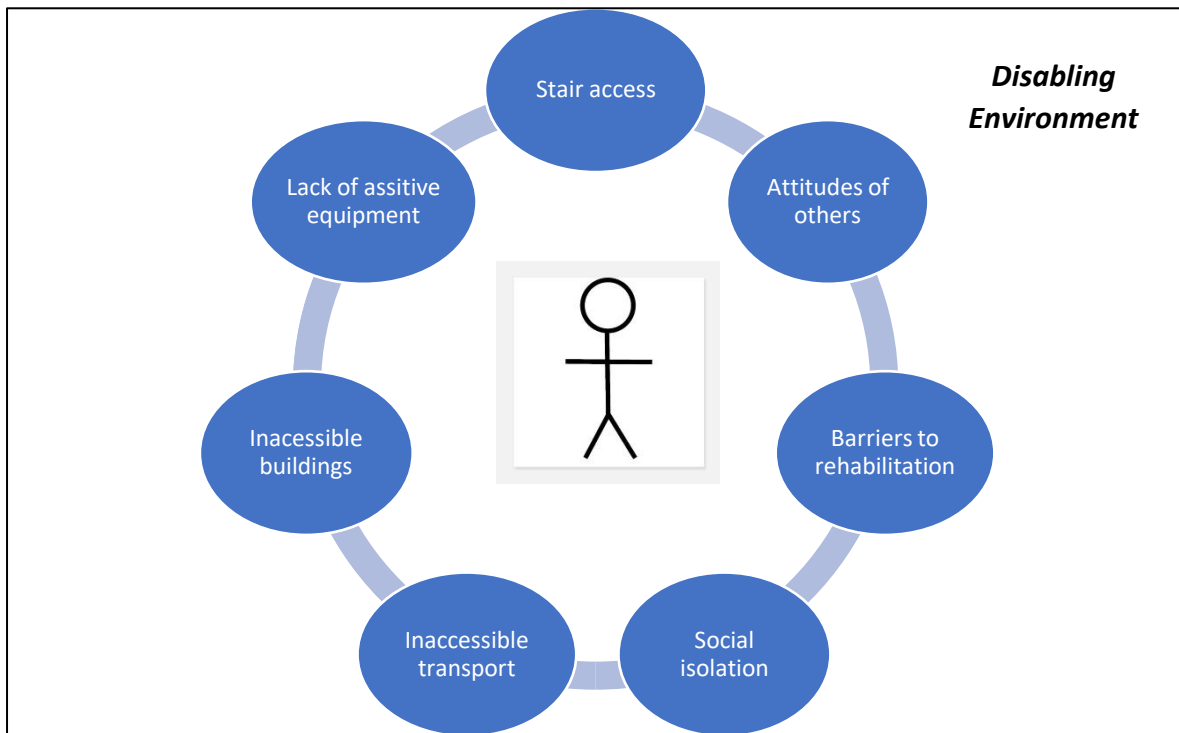 Disabling
Environment
Stair access
Attitudes of
others
Barriers to
rehabilitation
Social
isolation
Inaccessible
transport
Inacessible
buildings
Lack of assitive
equipment